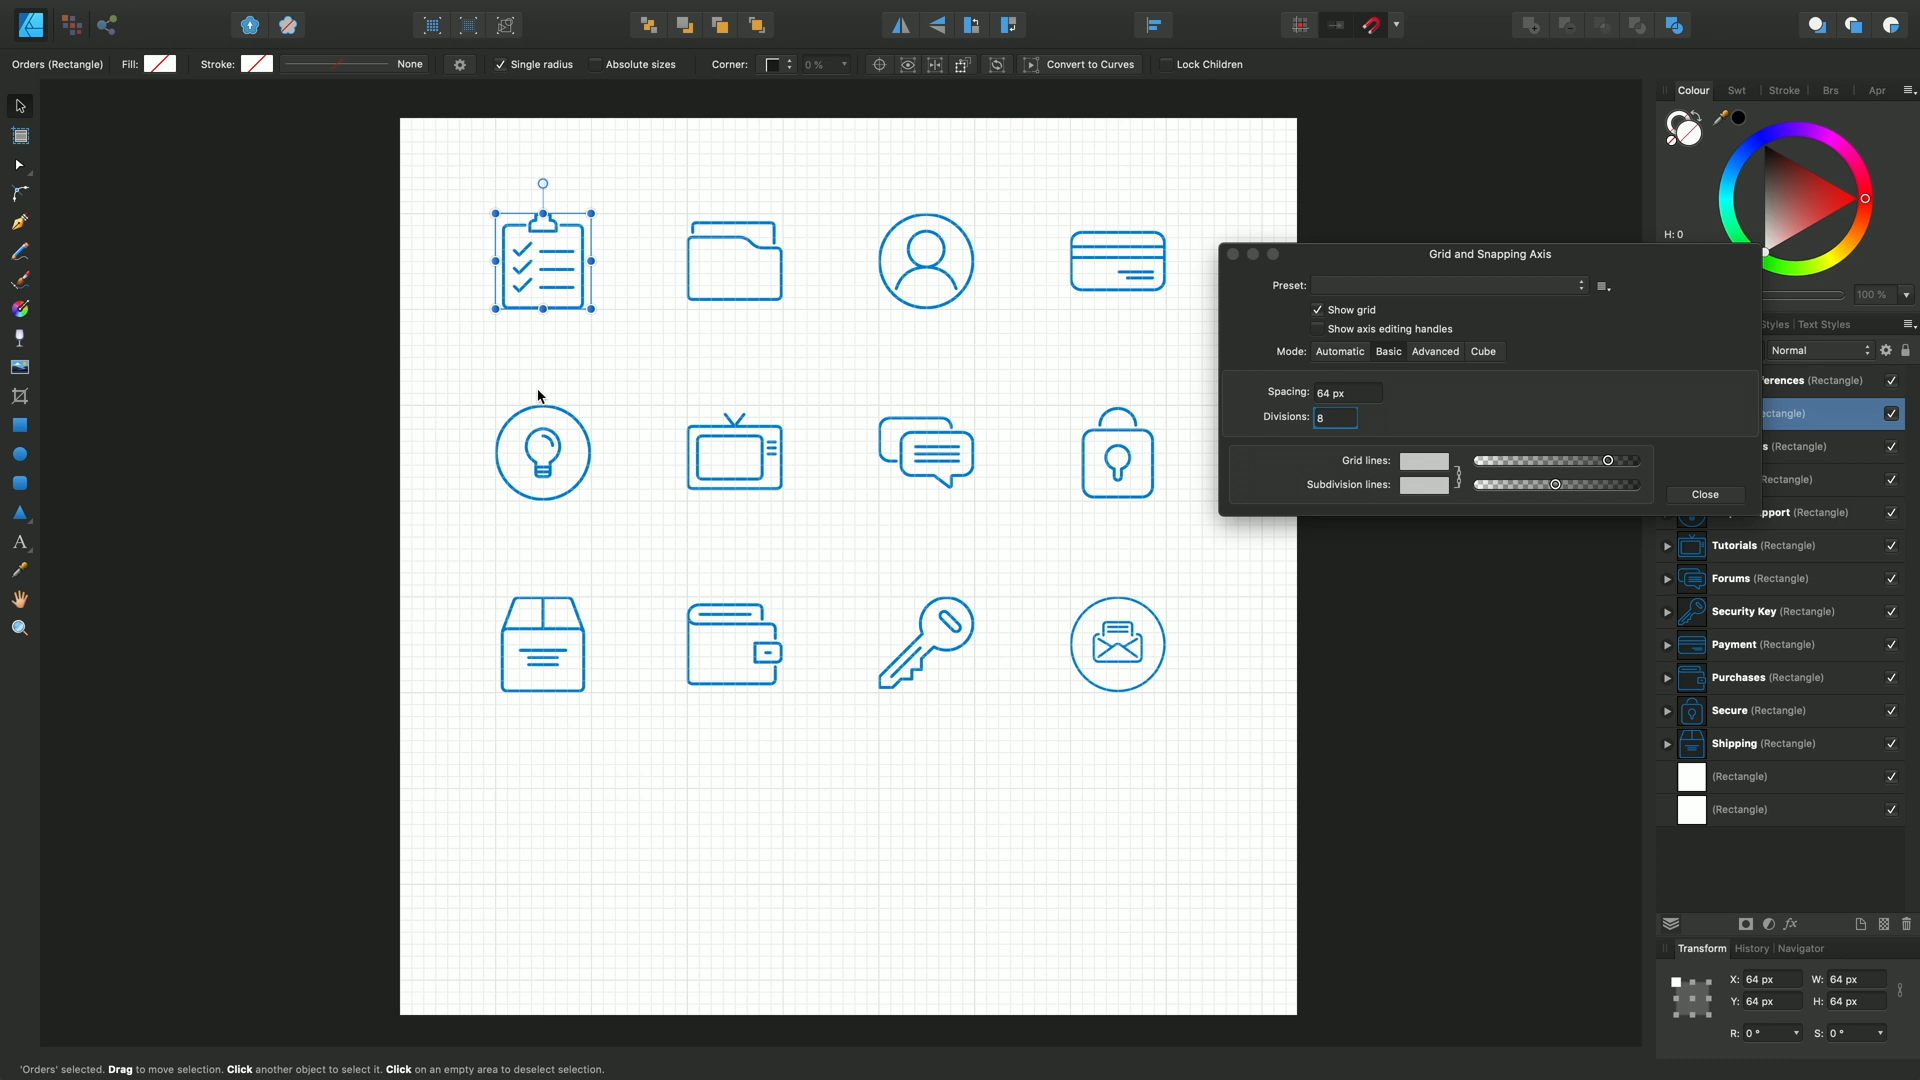 Orders (Rectangle) Fill: Stroke: None Single radius Absolute sizes Corner: 0 % Convert to Curves Lock Children
Colour Swt Stroke Brs Apr
H: 0
100 %
Styles Text Styles
Normal
Grid and Snapping Axis
Preset:
Show grid
Show axis editing handles
Mode: Automatic Basic Advanced Cube
Spacing: 64 px
Divisions: 8
Grid lines:
Subdivision lines:
Close
ferences (Rectangle)
ectangle)
s (Rectangle)
Rectangle)
pport (Rectangle)
Tutorials (Rectangle)
Forums (Rectangle)
Security Key (Rectangle)
Payment (Rectangle)
Purchases (Rectangle)
Secure (Rectangle)
Shipping (Rectangle)
(Rectangle)
(Rectangle)
fx
Transform History Navigator
X: 64 px W: 64 px
Y: 64 px H: 64 px
R: 0 ° S: 0 °
A
'Orders' selected. Drag to move selection. Click another object to select it. Click on an empty area to deselect selection.